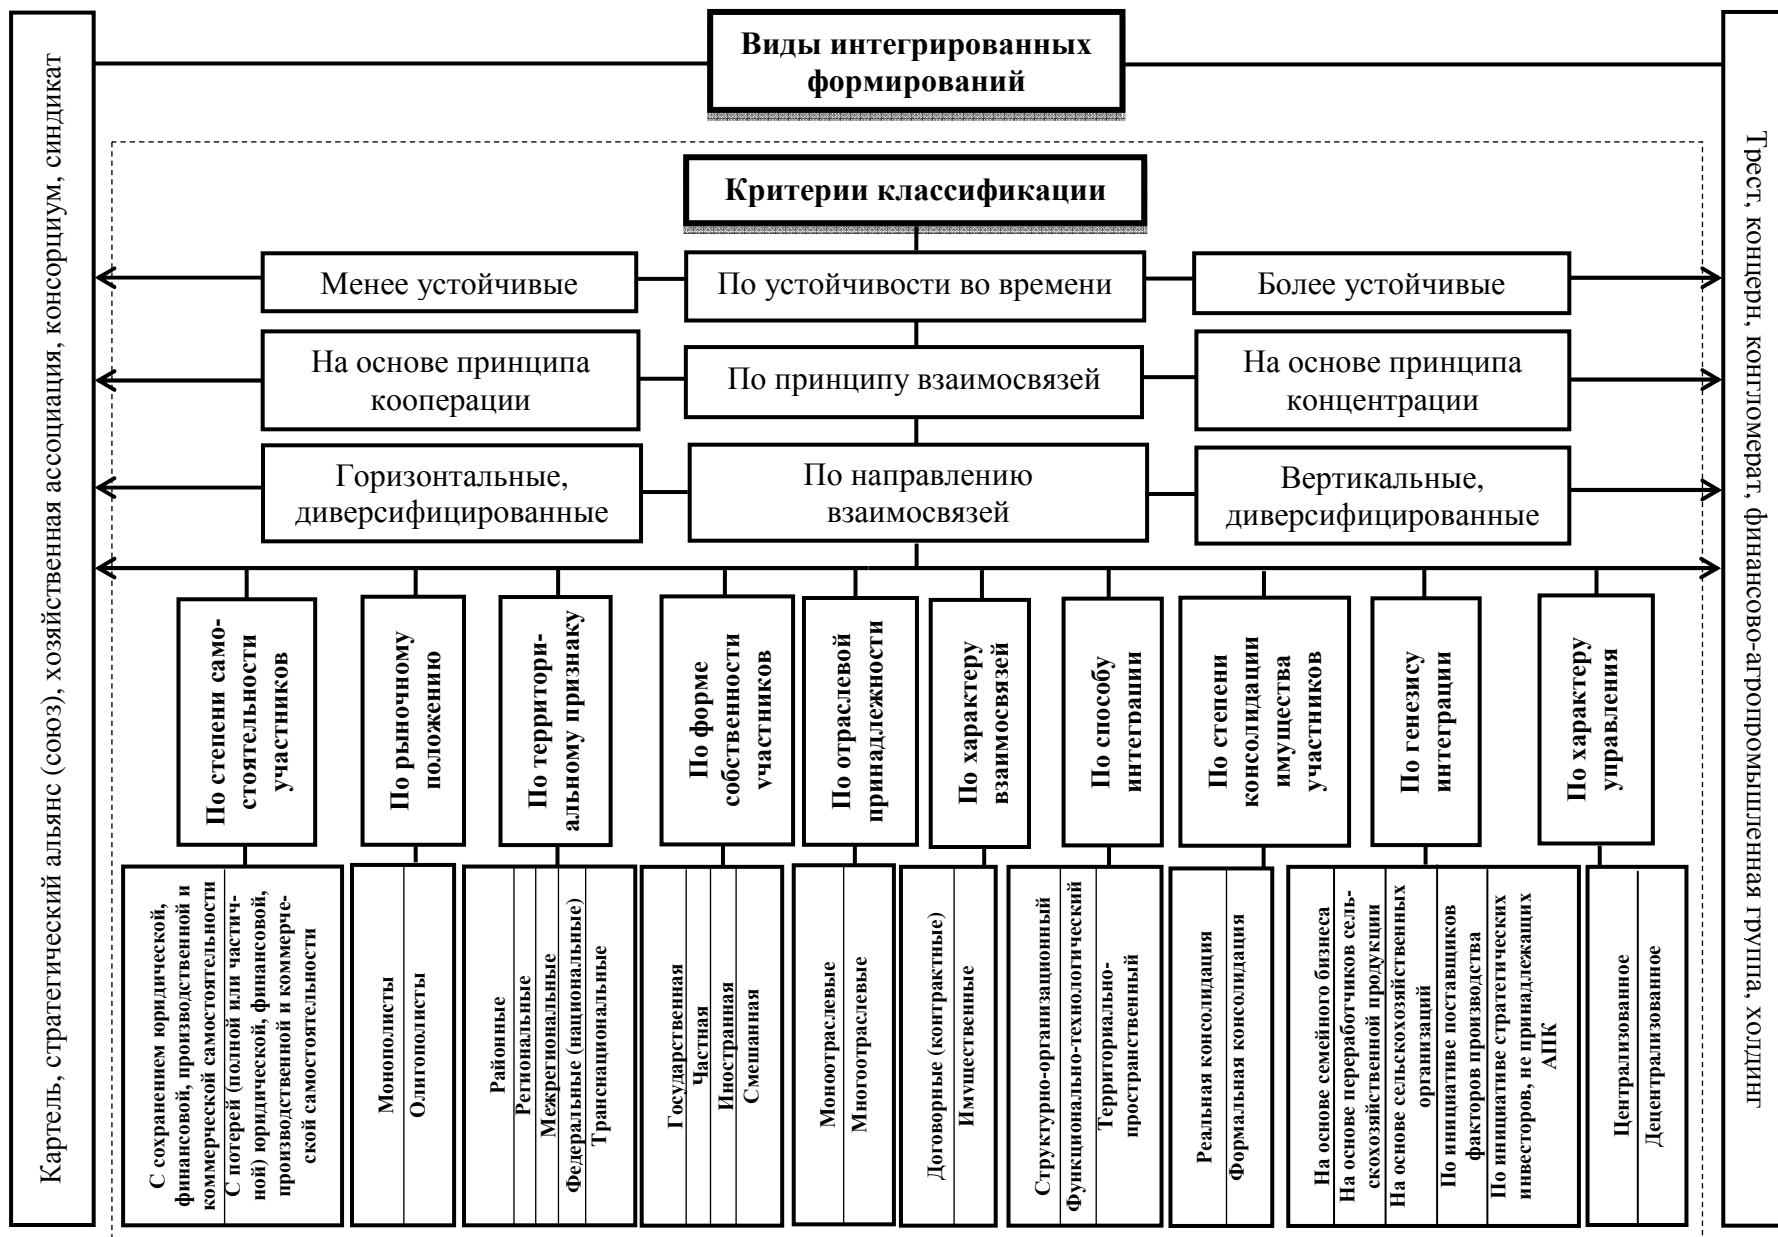 Виды интегрированных
формирований
Картель, стратегический альянс (союз), хозяйственная ассоциация, консорциум, синдикат
Трест, концерн, конгломерат, финансово-агропромышленная группа, холдинг
Критерии классификации
Менее устойчивые
По устойчивости во времени
Более устойчивые
На основе принципа
кооперации
По принципу взаимосвязей
На основе принципа
концентрации
Горизонтальные,
диверсифицированные
По направлению
взаимосвязей
Вертикальные,
диверсифицированные
По степени само-
стоятельности
участников
По рыночному
положению
По территори-
альному признаку
По форме
собственности
участников
По отраслевой
принадлежности
По характеру
взаимосвязей
По способу
интеграции
По степени
консолидации
имущества
участников
По генезису
интеграции
По характеру
управления
С сохранением юридической,
финансовой, производственной и
коммерческой самостоятельности
С потерей (полной или частич-
ной) юридической, финансовой,
производственной и коммерче-
ской самостоятельности
Монополисты
Олигополисты
Районные
Региональные
Межрегиональные
Федеральные (национальные)
Транснациональные
Государственная
Частная
Иностранная
Смешанная
Моноотраслевые
Многоотраслевые
Договорные (контрактные)
Имущественные
Структурно-организационный
Функционально-технологический
Территориально-
пространственный
Реальная консолидация
Формальная консолидация
На основе семейного бизнеса
На основе переработчиков сель-
скохозяйственной продукции
На основе сельскохозяйственных
организаций
По инициативе поставщиков
факторов производства
По инициативе стратегических
инвесторов, не принадлежащих
АПК
Централизованное
Децентрализованное